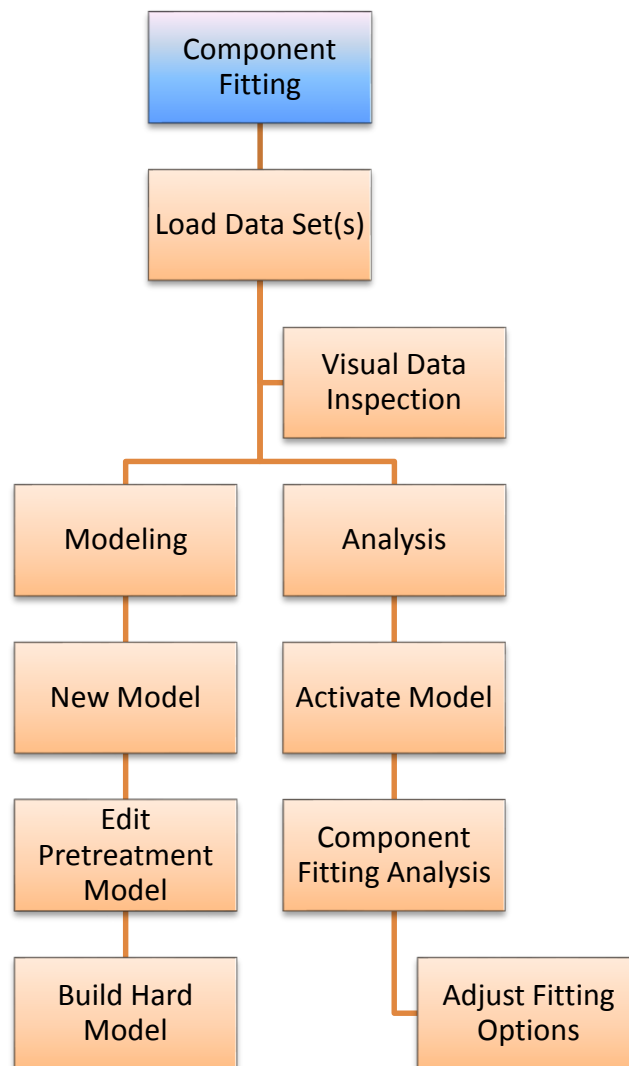 Component
Fitting
Load Data Set(s)
Visual Data
Inspection
Modeling
Analysis
New Model
Activate Model
Edit
Pretreatment
Model
Component
Fitting Analysis
Build Hard
Model
Adjust Fitting
Options